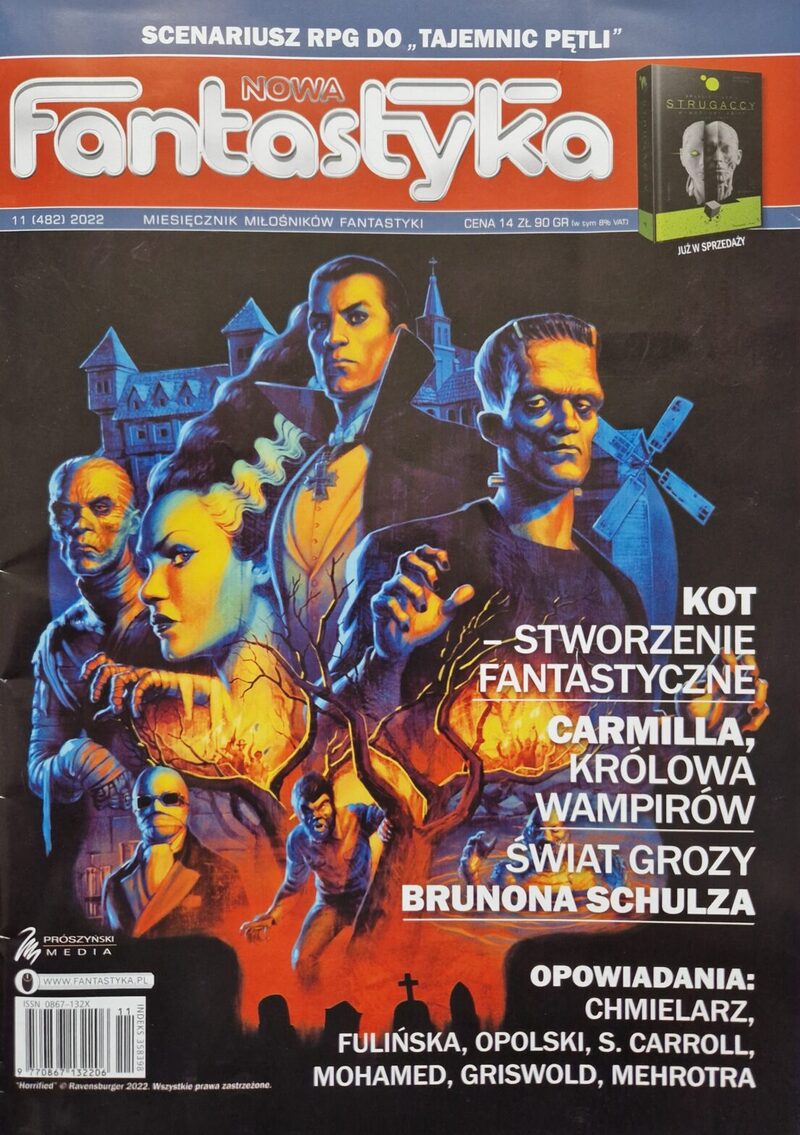 SCENARIUSZ RPG DO „TAJEMNIC PĘTLI”
NOWA
Fantastyka
STRUGACCY
JUŻ W SPRZEDAŻY
11 (482) 2022 MIESIĘCZNIK MIŁOŚNIKÓW FANTASTYKI CENA 14 ZŁ 90 GR (w tym 8% VAT)
KOT
– STWORZENIE
FANTASTYCZNE
CARMILLA,
KRÓLOWA
WAMPIRÓW
ŚWIAT GROZY
BRUNONA SCHULZA
OPOWIADANIA:
CHMIELARZ,
FULIŃSKA, OPOLSKI, S. CARROLL,
MOHAMED, GRISWOLD, MEHROTRA
PRÓSZYŃSKI
MEDIA
WWW.FANTASTYKA.PL
ISSN 0867-132X
11
INDEKS 358398
9 770867 132206
"Horrified" © Ravensburger 2022. Wszystkie prawa zastrzeżone.